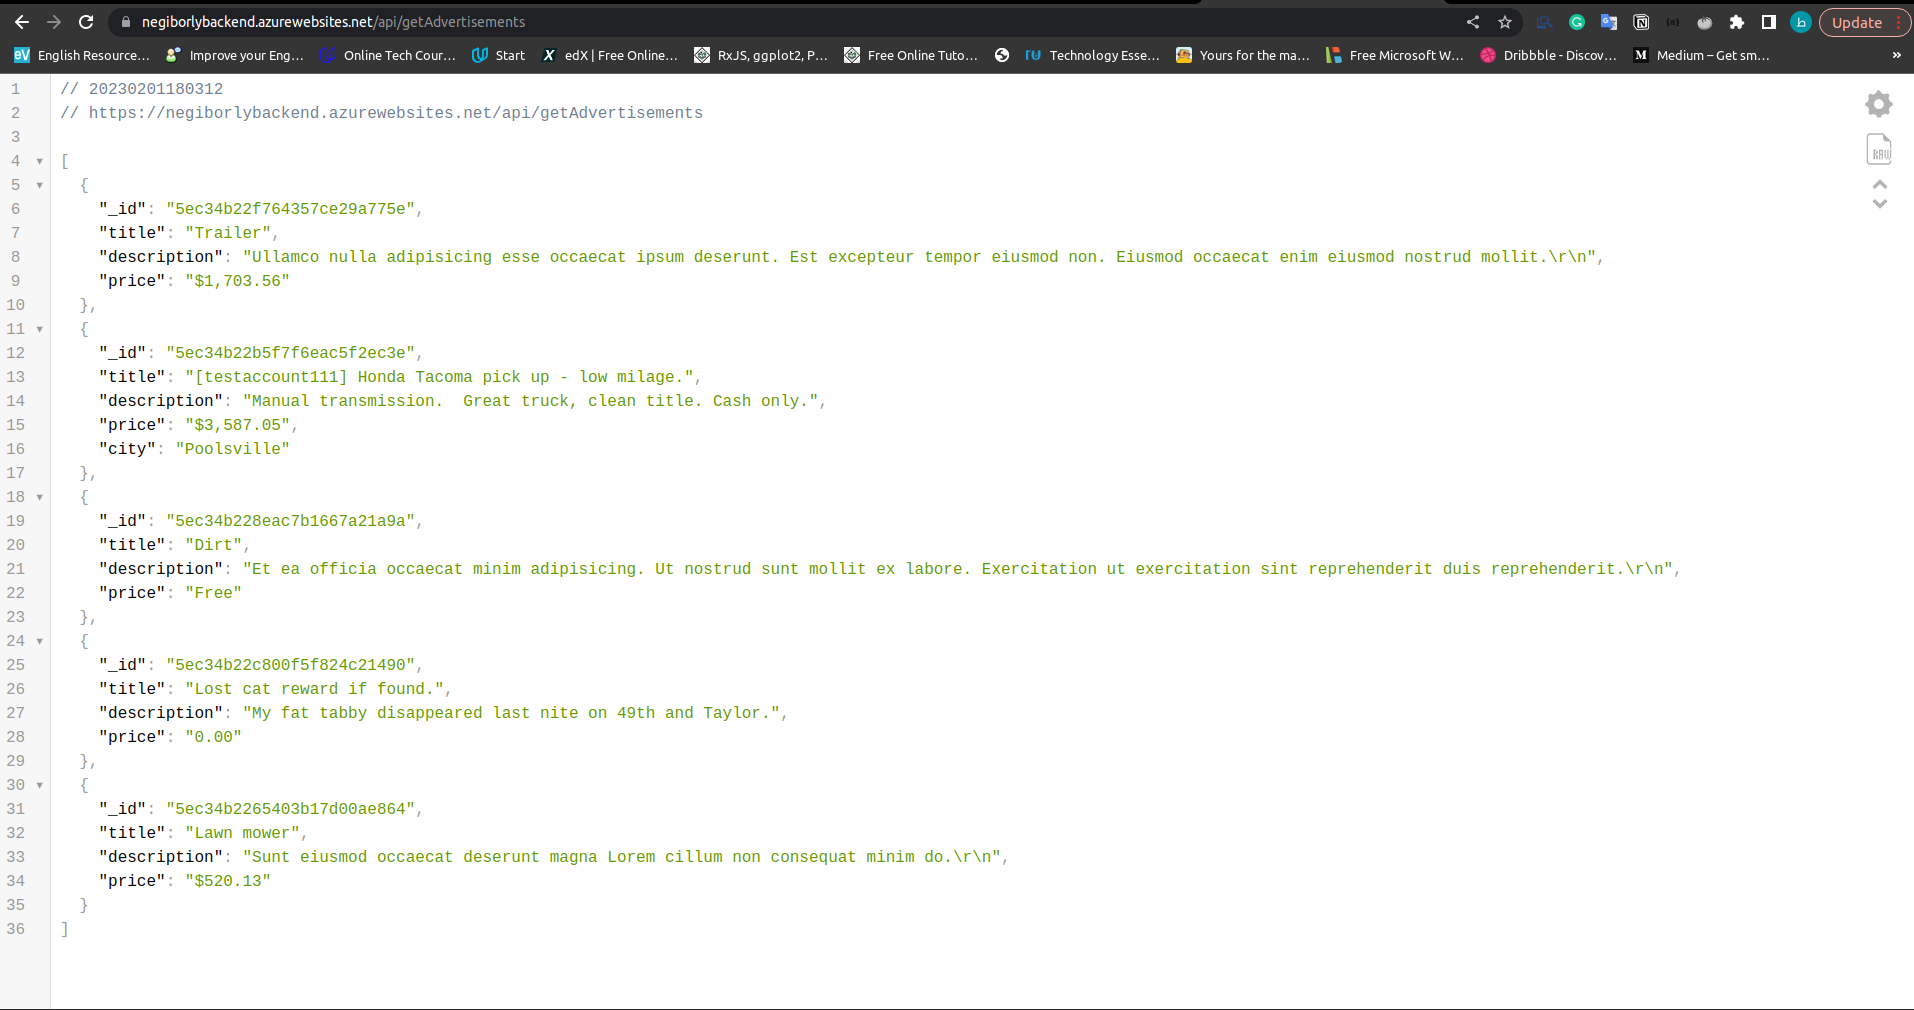 negiborlybackend.azurewebsites.net/api/getAdvertisements
Update
English Resource... Improve your Eng... Online Tech Cour... Start edX | Free Online... RxJS, ggplot2, P... Free Online Tuto... Technology Esse... Yours for the ma... Free Microsoft W... Dribbble - Discov... Medium – Get sm... »
1 // 20230201180312
2 // https://negiborlybackend.azurewebsites.net/api/getAdvertisements
3
4 [
5 {
6 "_id": "5ec34b22f764357ce29a775e",
7 "title": "Trailer",
8 "description": "Ullamco nulla adipisicing esse occaecat ipsum deserunt. Est excepteur tempor eiusmod non. Eiusmod occaecat enim eiusmod nostrud mollit.\r\n",
9 "price": "$1,703.56"
10 },
11 {
12 "_id": "5ec34b22b5f7f6eac5f2ec3e",
13 "title": "[testaccount111] Honda Tacoma pick up - low milage.",
14 "description": "Manual transmission.  Great truck, clean title. Cash only.",
15 "price": "$3,587.05",
16 "city": "Poolsville"
17 },
18 {
19 "_id": "5ec34b228eac7b1667a21a9a",
20 "title": "Dirt",
21 "description": "Et ea officia occaecat minim adipisicing. Ut nostrud sunt mollit ex labore. Exercitation ut exercitation sint reprehenderit duis reprehenderit.\r\n",
22 "price": "Free"
23 },
24 {
25 "_id": "5ec34b22c800f5f824c21490",
26 "title": "Lost cat reward if found.",
27 "description": "My fat tabby disappeared last nite on 49th and Taylor.",
28 "price": "0.00"
29 },
30 {
31 "_id": "5ec34b2265403b17d00ae864",
32 "title": "Lawn mower",
33 "description": "Sunt eiusmod occaecat deserunt magna Lorem cillum non consequat minim do.\r\n",
34 "price": "$520.13"
35 }
36 ]
RAW